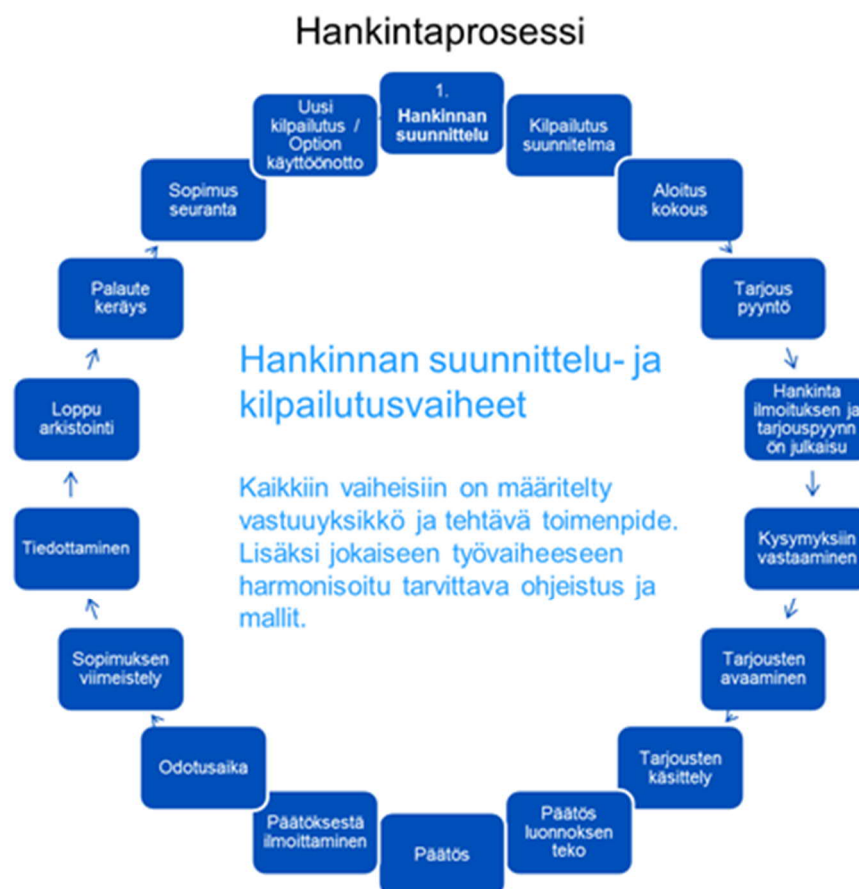 Hankintaprosessi
1.
Hankinnan
suunnittelu
Kilpailutus
suunnitelma
Aloitus
kokous
Tarjous
pyyntö
Hankinta
ilmoituksen ja
tarjouspyynn
ön julkaisu
Kysymyksiin
vastaaminen
Tarjousten
avaaminen
Tarjousten
käsittely
Päätös
luonnoksen
teko
Päätös
Päätöksestä
ilmoittaminen
Odotusaika
Sopimuksen
viimeistely
Tiedottaminen
Loppu
arkistointi
Palaute
keräys
Sopimus
seuranta
Uusi
kilpailutus /
Option
käyttöönotto
Hankinnan suunnittelu- ja
kilpailutusvaiheet
Kaikkiin vaiheisiin on määritelty
vastuuyksikkö ja tehtävä toimenpide.
Lisäksi jokaiseen työvaiheeseen
harmonisoitu tarvittava ohjeistus ja
mallit.